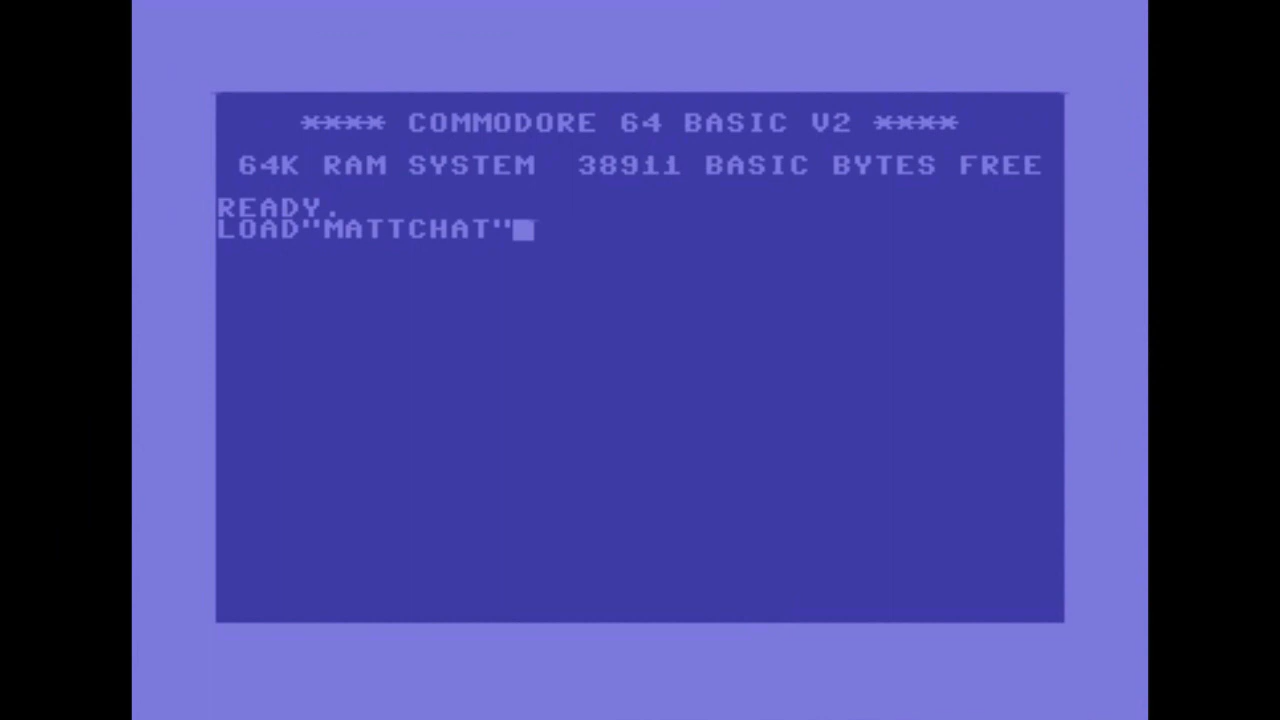 **** COMMODORE 64 BASIC V2 ****
64K RAM SYSTEM  38911 BASIC BYTES FREE
READY.
LOAD"MATTCHAT"